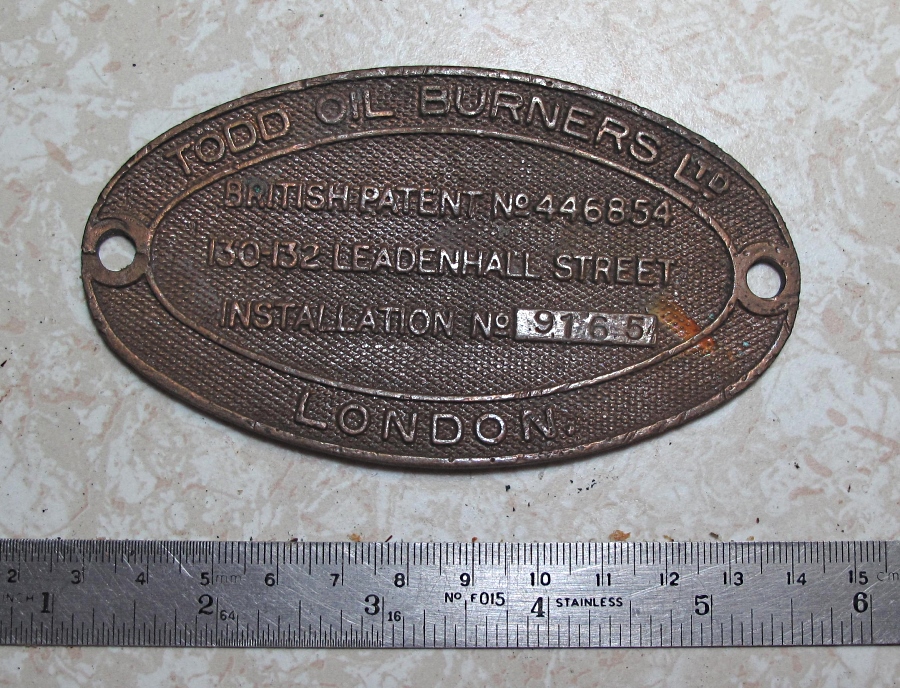 TODD OIL BURNERS LTD
BRITISH PATENT No 446854
130-132 LEADENHALL STREET
INSTALLATION No 9165
LONDON.
2 3 4 5 mm 6 7 8 9 10 11 12 13 14 15 cm
INCH 1 2 64 3 16 No F015 4 STAINLESS 5 6